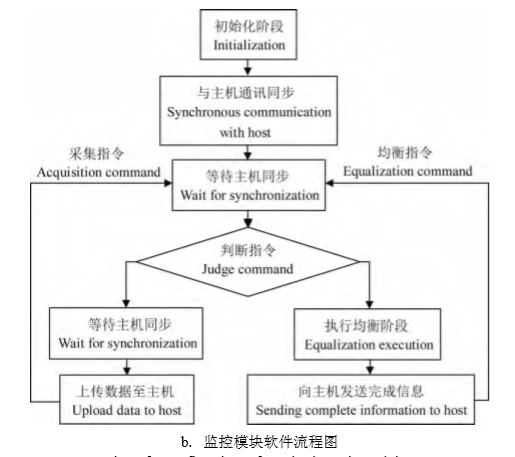 初始化阶段
Initialization
与主机通讯同步
Synchronous communication
with host
采集指令
Acquisition command
均衡指令
Equalization command
等待主机同步
Wait for synchronization
判断指令
Judge command
等待主机同步
Wait for synchronization
执行均衡阶段
Equalization execution
上传数据至主机
Upload data to host
向主机发送完成信息
Sending complete information to host
b. 监控模块软件流程图